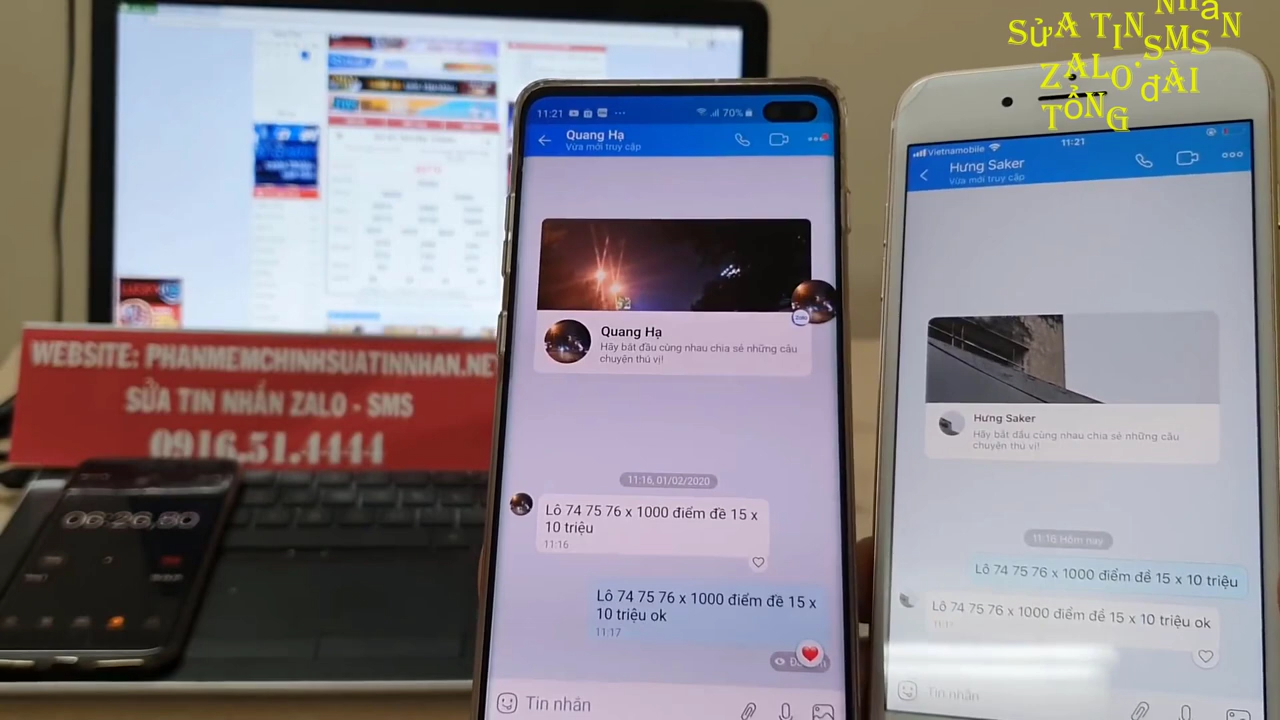 SỬA TIN NHẮN
ZALO.SMS
TỔNG ĐÀI
WEBSITE: PHANMEMCHINHSUATINNHAN.NE
SỬA TIN NHẮN ZALO - SMS
0916.51.4444
06:26,50
11:21
70%
Quang Hạ
Vừa mới truy cập
Quang Hạ
Hãy bắt đầu cùng nhau chia sẻ những câu
chuyện thú vị!
Zalo
11:16, 01/02/2020
Lô 74 75 76 x 1000 điểm đề 15 x
10 triệu
11:16
Lô 74 75 76 x 1000 điểm đề 15 x
10 triệu ok
11:17
Tin nhắn
Vietnamobile
11:21
Hưng Saker
Vừa mới truy cập
Hưng Saker
Hãy bắt đầu cùng nhau chia sẻ những câu
chuyện thú vị!
11:16 Hôm nay
Lô 74 75 76 x 1000 điểm đề 15 x 10 triệu
Lô 74 75 76 x 1000 điểm đề 15 x 10 triệu ok
Tin nhắn